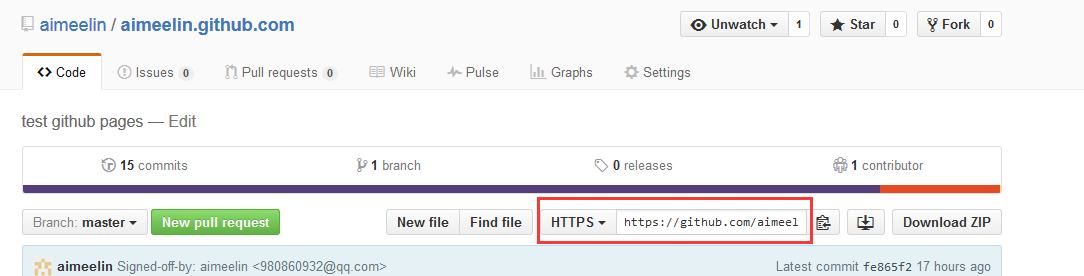 aimeelin / aimeelin.github.com Unwatch 1 Star 0 Fork 0
Code Issues 0 Pull requests 0 Wiki Pulse Graphs Settings
test github pages — Edit
15 commits 1 branch 0 releases 1 contributor
Branch: master New pull request New file Find file HTTPS https://github.com/aimeel Download ZIP
aimeelin Signed-off-by: aimeelin <980860932@qq.com> Latest commit fe865f2 17 hours ago